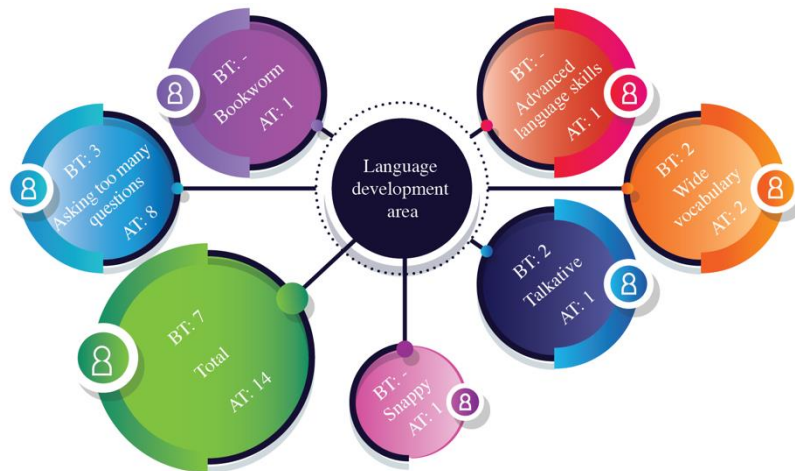 BT: -
Bookworm
AT: 1
BT: -
Advanced
language skills
AT: 1
BT: 3
Asking too many
questions
AT: 8
Language
development
area
BT: 2
Wide
vocabulary
AT: 2
BT: 2
Talkative
AT: 1
BT: 7
Total
AT: 14
BT: -
Snappy
AT: 1